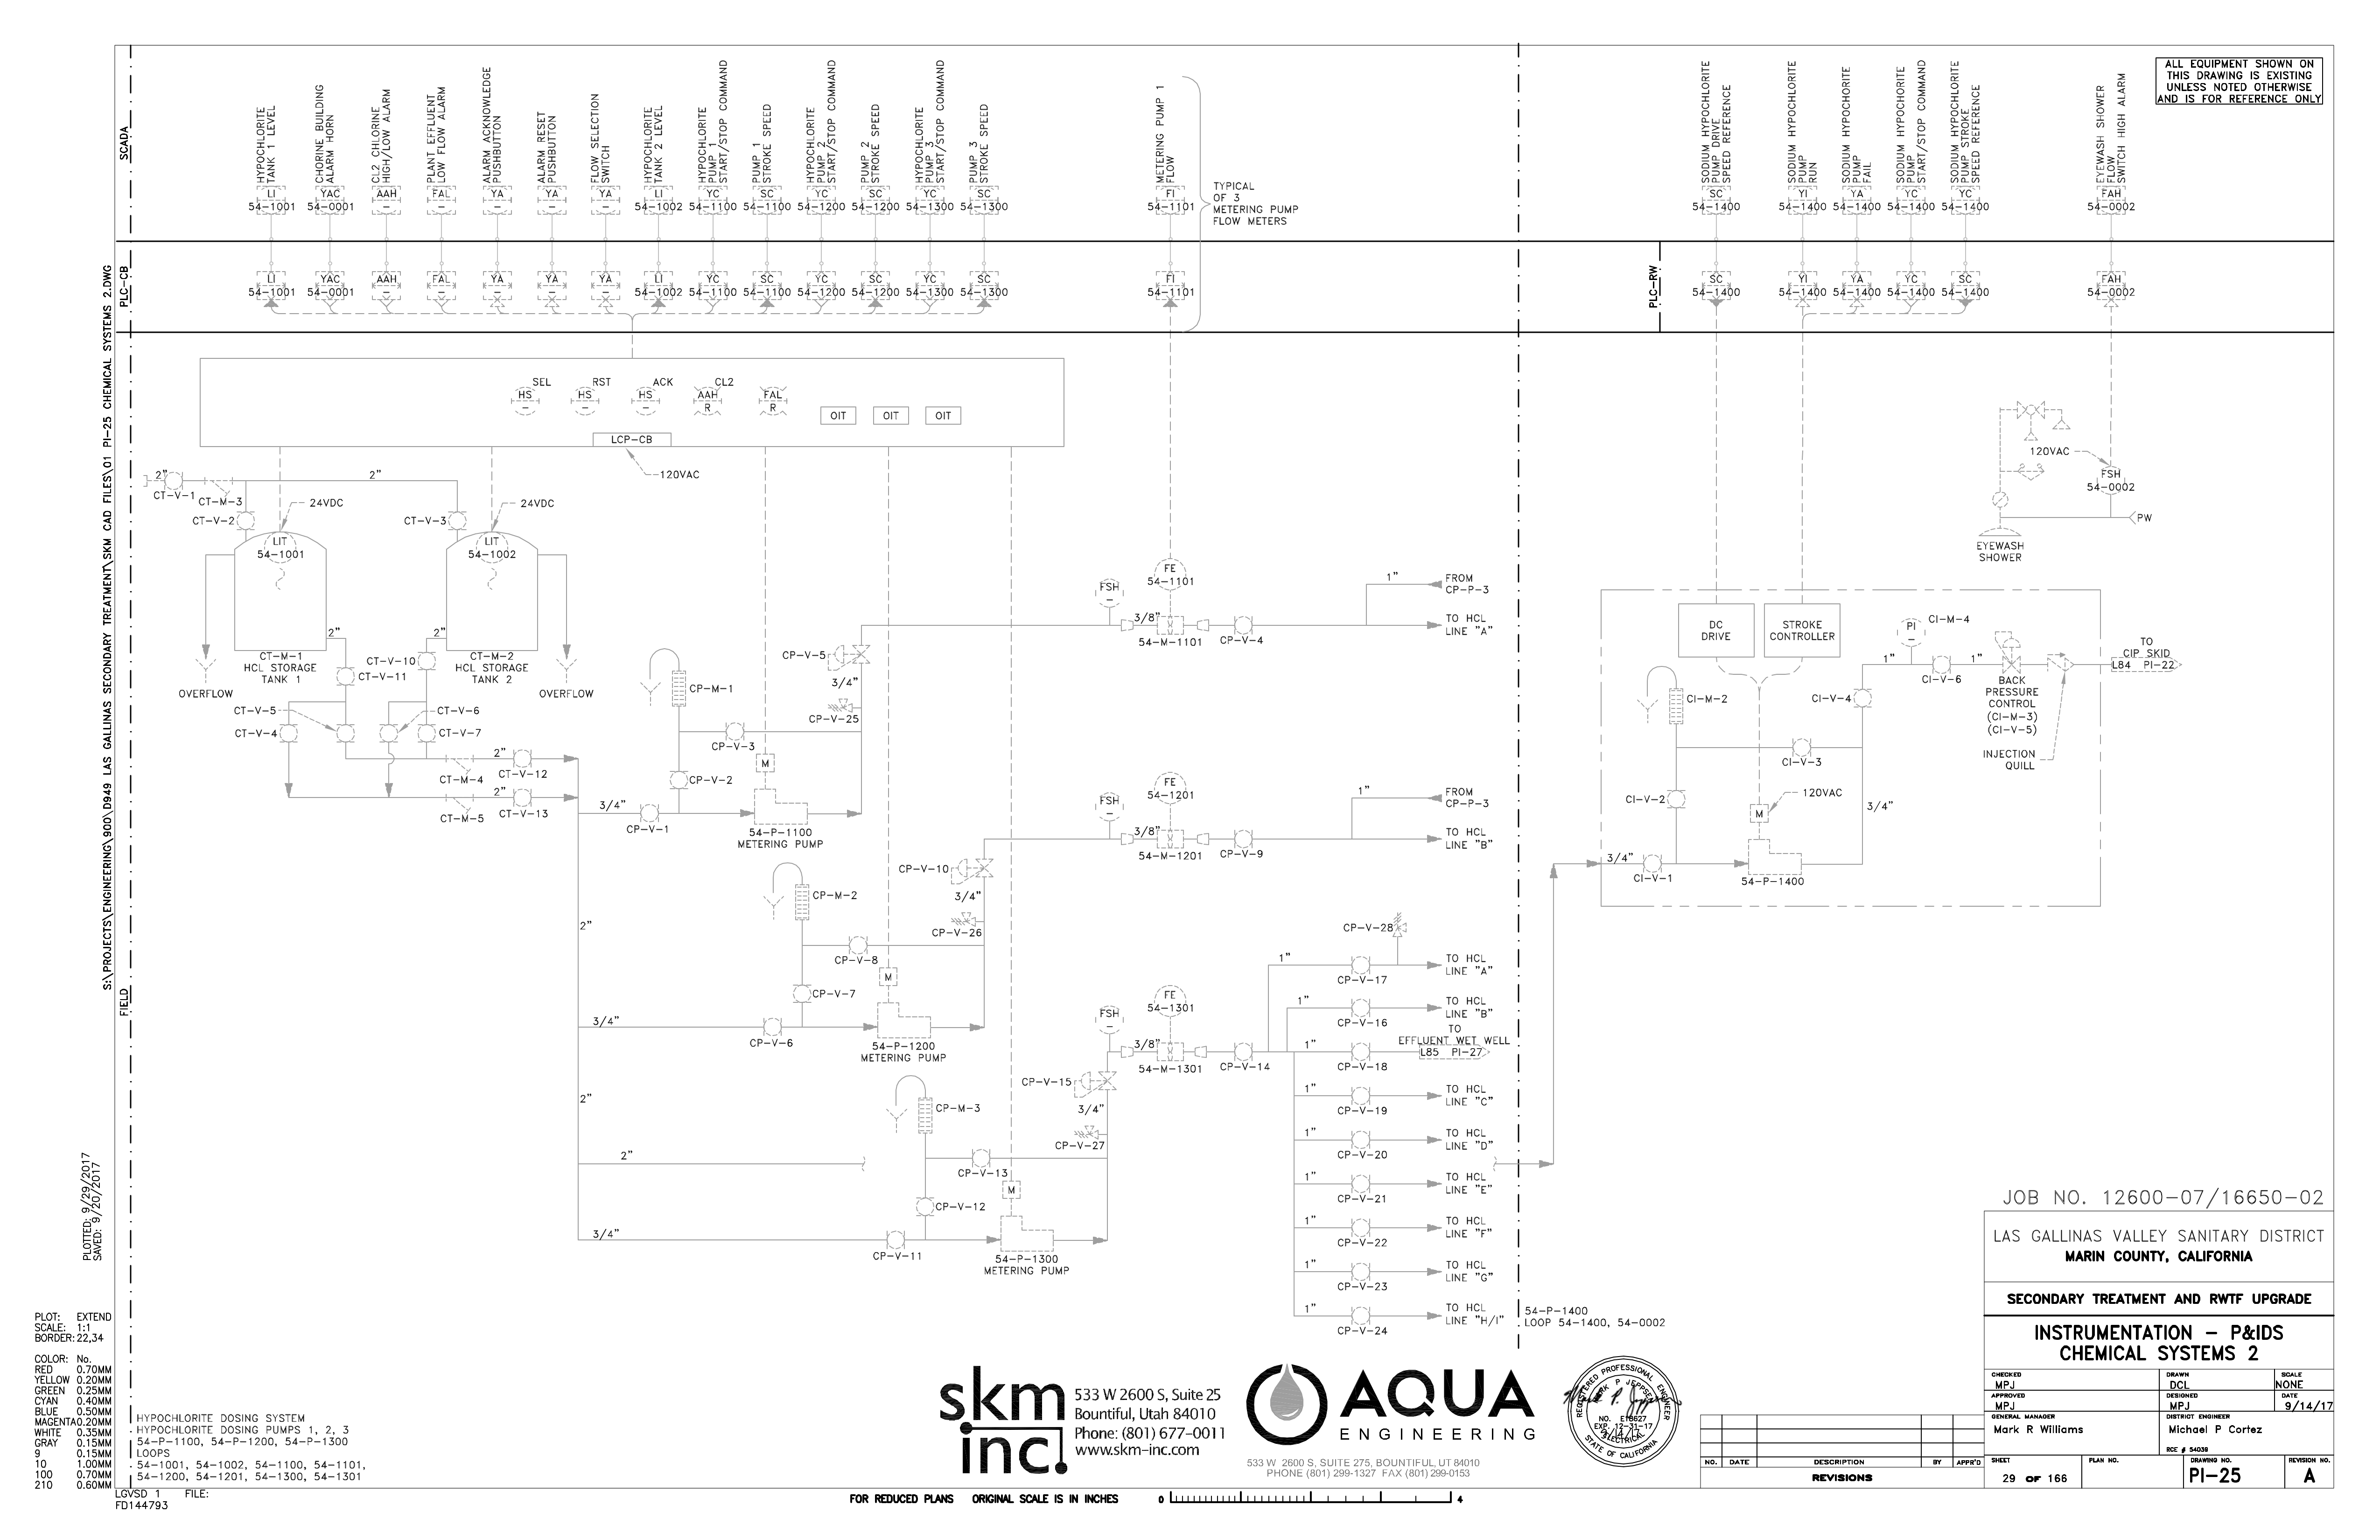 ALL EQUIPMENT SHOWN ON
THIS DRAWING IS EXISTING
UNLESS NOTED OTHERWISE
AND IS FOR REFERENCE ONLY
SCADA
HYPOCHLORITE
TANK 1 LEVEL
CHORINE BUILDING
ALARM HORN
CL2 CHLORINE
HIGH/LOW ALARM
PLANT EFFLUENT
LOW FLOW ALARM
ALARM ACKNOWLEDGE
PUSHBUTTON
ALARM RESET
PUSHBUTTON
FLOW SELECTION
SWITCH
HYPOCHLORITE
TANK 2 LEVEL
HYPOCHLORITE
PUMP 1
START/STOP COMMAND
PUMP 1
STROKE SPEED
HYPOCHLORITE
PUMP 2
START/STOP COMMAND
PUMP 2
STROKE SPEED
HYPOCHLORITE
PUMP 3
START/STOP COMMAND
PUMP 3
STROKE SPEED
METERING PUMP 1
FLOW
TYPICAL
OF 3
METERING PUMP
FLOW METERS
SODIUM HYPOCHLORITE
PUMP DRIVE
SPEED REFERENCE
SODIUM HYPOCHLORITE
PUMP
RUN
SODIUM HYPOCHORITE
PUMP
FAIL
SODIUM HYPOCHLORITE
PUMP
START/STOP COMMAND
SODIUM HYPOCHLORITE
PUMP STROKE
SPEED REFERENCE
EYEWASH SHOWER
FLOW
SWITCH HIGH ALARM
LI YAC AAH FAL YA YA YA LI YC SC YC SC YC SC FI SC YI YA YC YC FAH
54-1001 54-0001 - - - - - 54-1002 54-1100 54-1100 54-1200 54-1200 54-1300 54-1300 54-1101 54-1400 54-1400 54-1400 54-1400 54-1400 54-0002
PLC-CB
PLC-RW
LI YAC AAH FAL YA YA YA LI YC SC YC SC YC SC FI SC YI YA YC SC FAH
54-1001 54-0001 - - - - - 54-1002 54-1100 54-1100 54-1200 54-1200 54-1300 54-1300 54-1101 54-1400 54-1400 54-1400 54-1400 54-1400 54-0002
SEL RST ACK CL2
HS HS HS AAH FAL
- - - R R
OIT OIT OIT
LCP-CB
120VAC
2"
CT-V-1
CT-M-3
2"
CT-V-2
24VDC
CT-V-3
24VDC
LIT
54-1001
LIT
54-1002
2"
2"
CT-M-1
HCL STORAGE
TANK 1
CT-V-10
CT-V-11
CT-M-2
HCL STORAGE
TANK 2
OVERFLOW
OVERFLOW
CT-V-5
CT-V-6
CT-V-4
CT-V-7
2"
CT-M-4
CT-V-12
2"
CT-M-5
CT-V-13
3/4"
CP-V-1
CP-M-1
CP-V-3
CP-V-2
M
54-P-1100
METERING PUMP
CP-V-5
3/4"
CP-V-25
FSH
-
FE
54-1101
3/8"
54-M-1101
CP-V-4
1"
FROM
CP-P-3
TO HCL
LINE "A"
FSH
-
FE
54-1201
3/8"
54-M-1201
CP-V-9
1"
FROM
CP-P-3
TO HCL
LINE "B"
CP-V-10
3/4"
CP-V-26
CP-M-2
CP-V-8
CP-V-7
M
2"
3/4"
CP-V-6
54-P-1200
METERING PUMP
FSH
-
FE
54-1301
3/8"
54-M-1301
CP-V-14
CP-V-15
3/4"
CP-V-27
CP-M-3
CP-V-13
CP-V-12
M
2"
2"
3/4"
CP-V-11
54-P-1300
METERING PUMP
CP-V-28
1"
CP-V-17
TO HCL
LINE "A"
1"
CP-V-16
TO HCL
LINE "B"
1"
CP-V-18
TO
EFFLUENT WET WELL
L85 PI-27
1"
CP-V-19
TO HCL
LINE "C"
1"
CP-V-20
TO HCL
LINE "D"
1"
CP-V-21
TO HCL
LINE "E"
1"
CP-V-22
TO HCL
LINE "F"
1"
CP-V-23
TO HCL
LINE "G"
1"
CP-V-24
TO HCL
LINE "H/I"
54-P-1400
LOOP 54-1400, 54-0002
120VAC
FSH
54-0002
PW
EYEWASH
SHOWER
DC
DRIVE
STROKE
CONTROLLER
PI
-
CI-M-4
1"
1"
CI-V-6
TO
CIP SKID
L84 PI-22
BACK
PRESSURE
CONTROL
(CI-M-3)
(CI-V-5)
INJECTION
QUILL
CI-M-2
CI-V-4
CI-V-3
CI-V-2
120VAC
M
3/4"
3/4"
CI-V-1
54-P-1400
FIELD
S:\PROJECTS\ENGINEERING\900\D949 LAS GALLINAS SECONDARY TREATMENT\SKM CAD FILES\01 PI-25 CHEMICAL SYSTEMS 2.DWG
PLOTTED: 9/29/2017
SAVED: 9/20/2017
PLOT: EXTEND
SCALE: 1:1
BORDER: 22,34
COLOR: No.
RED 0.70MM
YELLOW 0.20MM
GREEN 0.25MM
CYAN 0.40MM
BLUE 0.50MM
MAGENTA 0.20MM
WHITE 0.35MM
GRAY 0.15MM
9 0.15MM
10 1.00MM
100 0.70MM
210 0.60MM
HYPOCHLORITE DOSING SYSTEM
HYPOCHLORITE DOSING PUMPS 1, 2, 3
54-P-1100, 54-P-1200, 54-P-1300
LOOPS
54-1001, 54-1002, 54-1100, 54-1101,
54-1200, 54-1201, 54-1300, 54-1301
LGVSD 1 FILE:
FD144793
skm
inc.
533 W 2600 S, Suite 25
Bountiful, Utah 84010
Phone: (801) 677-0011
www.skm-inc.com
AQUA
ENGINEERING
533 W 2600 S, SUITE 275, BOUNTIFUL, UT 84010
PHONE (801) 299-1327 FAX (801) 299-0153
REGISTERED PROFESSIONAL ENGINEER
MARK P JEPPSEN
NO. E18627
EXP. 12-31-17
9/14/17
ELECTRICAL
STATE OF CALIFORNIA
FOR REDUCED PLANS ORIGINAL SCALE IS IN INCHES 0 4
NO. DATE DESCRIPTION BY APPR'D
REVISIONS
JOB NO. 12600-07/16650-02
LAS GALLINAS VALLEY SANITARY DISTRICT
MARIN COUNTY, CALIFORNIA
SECONDARY TREATMENT AND RWTF UPGRADE
INSTRUMENTATION - P&IDS
CHEMICAL SYSTEMS 2
CHECKED DRAWN SCALE
MPJ DCL NONE
APPROVED DESIGNED DATE
MPJ MPJ 9/14/17
GENERAL MANAGER DISTRICT ENGINEER
Mark R Williams Michael P Cortez
RCE # 54038
SHEET PLAN NO. DRAWING NO. REVISION NO.
29 OF 166 PI-25 A